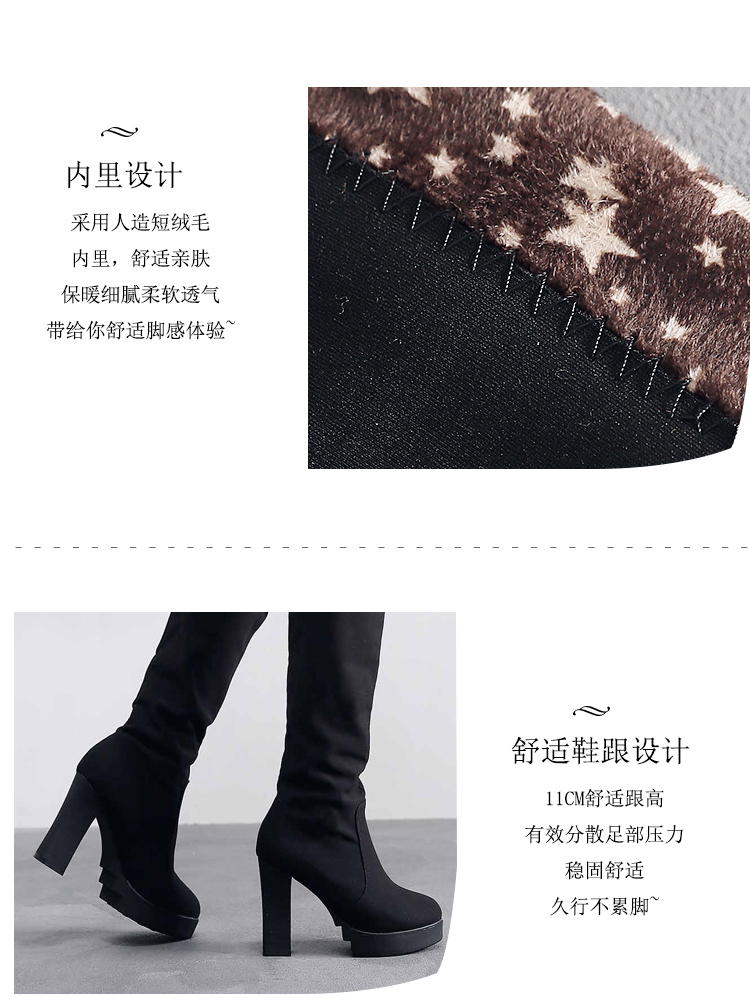 内里设计
采用人造短绒毛
内里，舒适亲肤
保暖细腻柔软透气
带给你舒适脚感体验~
舒适鞋跟设计
11CM舒适跟高
有效分散足部压力
稳固舒适
久行不累脚~